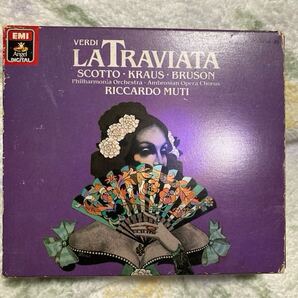 EMI
Angel
DIGITAL
VERDI
LA TRAVIATA
SCOTTO · KRAUS · BRUSON
Philharmonia Orchestra · Ambrosian Opera Chorus
RICCARDO MUTI